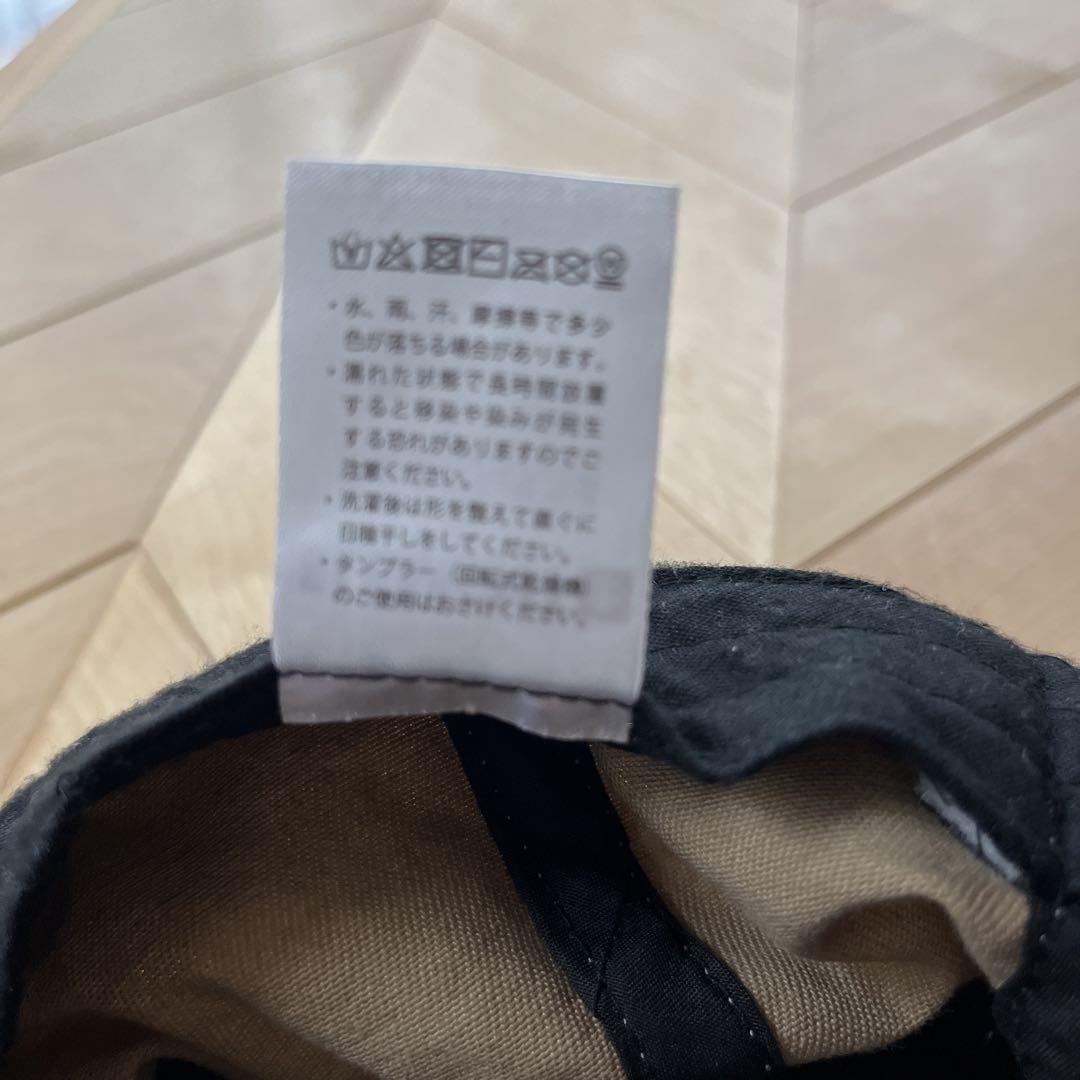 ・水、雨、汗、摩擦等で多少
色が落ちる場合があります。
・濡れた状態で長時間放置
すると移染や染みが発生
する恐れがありますのでご
注意ください。
・洗濯後は形を整えて直ぐに
日陰干しをしてください。
・タンブラー（回転式乾燥機）
のご使用はおさけください。